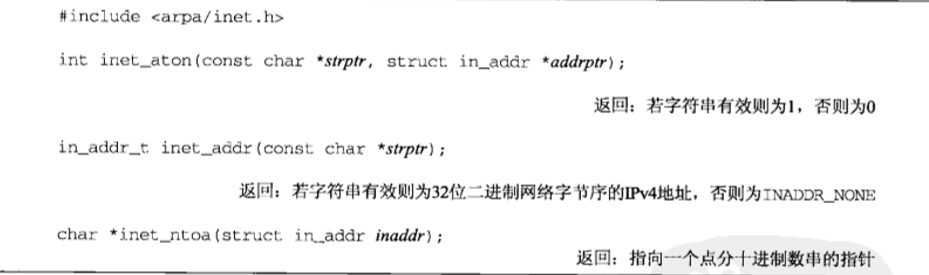 #include <arpa/inet.h>
int inet_aton(const char *strptr, struct in_addr *addrptr);
返回：若字符串有效则为1，否则为0
in_addr_t inet_addr(const char *strptr);
返回：若字符串有效则为32位二进制网络字节序的IPv4地址，否则为INADDR_NONE
char *inet_ntoa(struct in_addr inaddr);
返回：指向一个点分十进制数串的指针